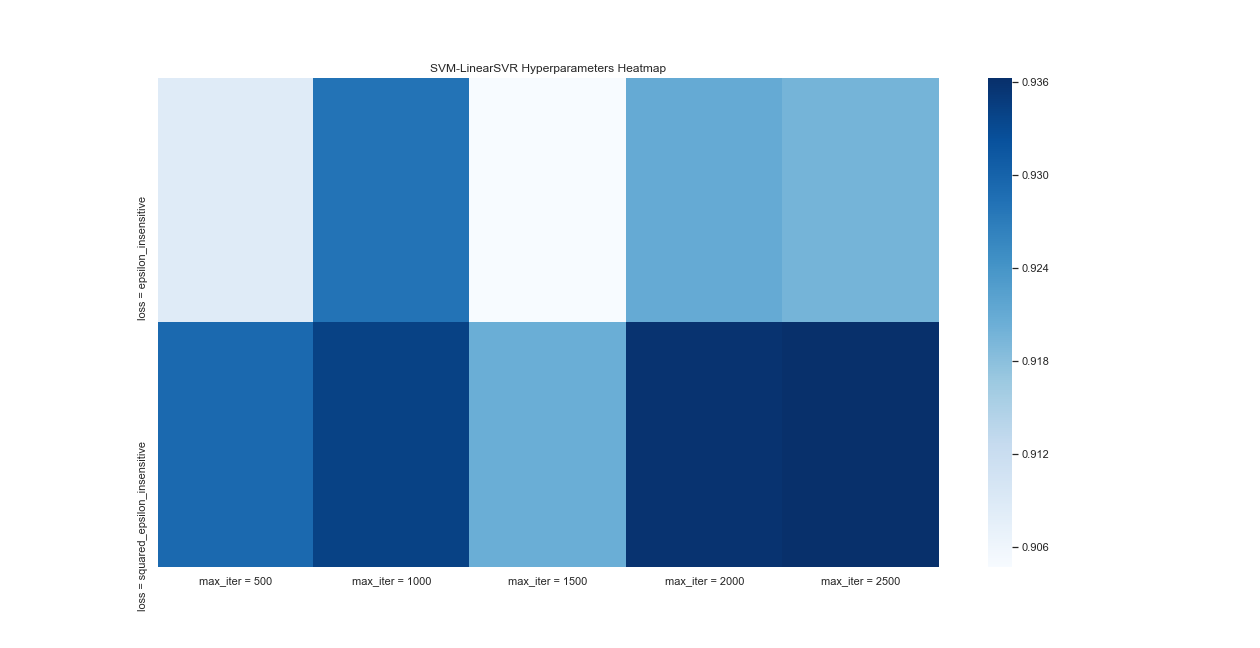 SVM-LinearSVR Hyperparameters Heatmap
loss = epsilon_insensitive
loss = squared_epsilon_insensitive
max_iter = 500
max_iter = 1000
max_iter = 1500
max_iter = 2000
max_iter = 2500
0.936
0.930
0.924
0.918
0.912
0.906